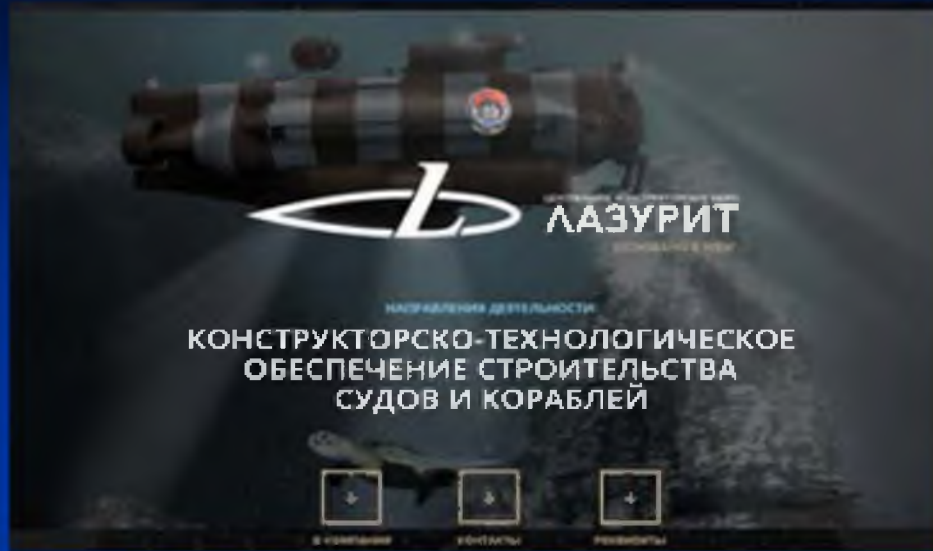 ЛАЗУРИТ
НАПРАВЛЕНИЯ ДЕЯТЕЛЬНОСТИ
КОНСТРУКТОРСКО-ТЕХНОЛОГИЧЕСКОЕ
ОБЕСПЕЧЕНИЕ СТРОИТЕЛЬСТВА
СУДОВ И КОРАБЛЕЙ
КОНТАКТЫ
РЕКВИЗИТЫ